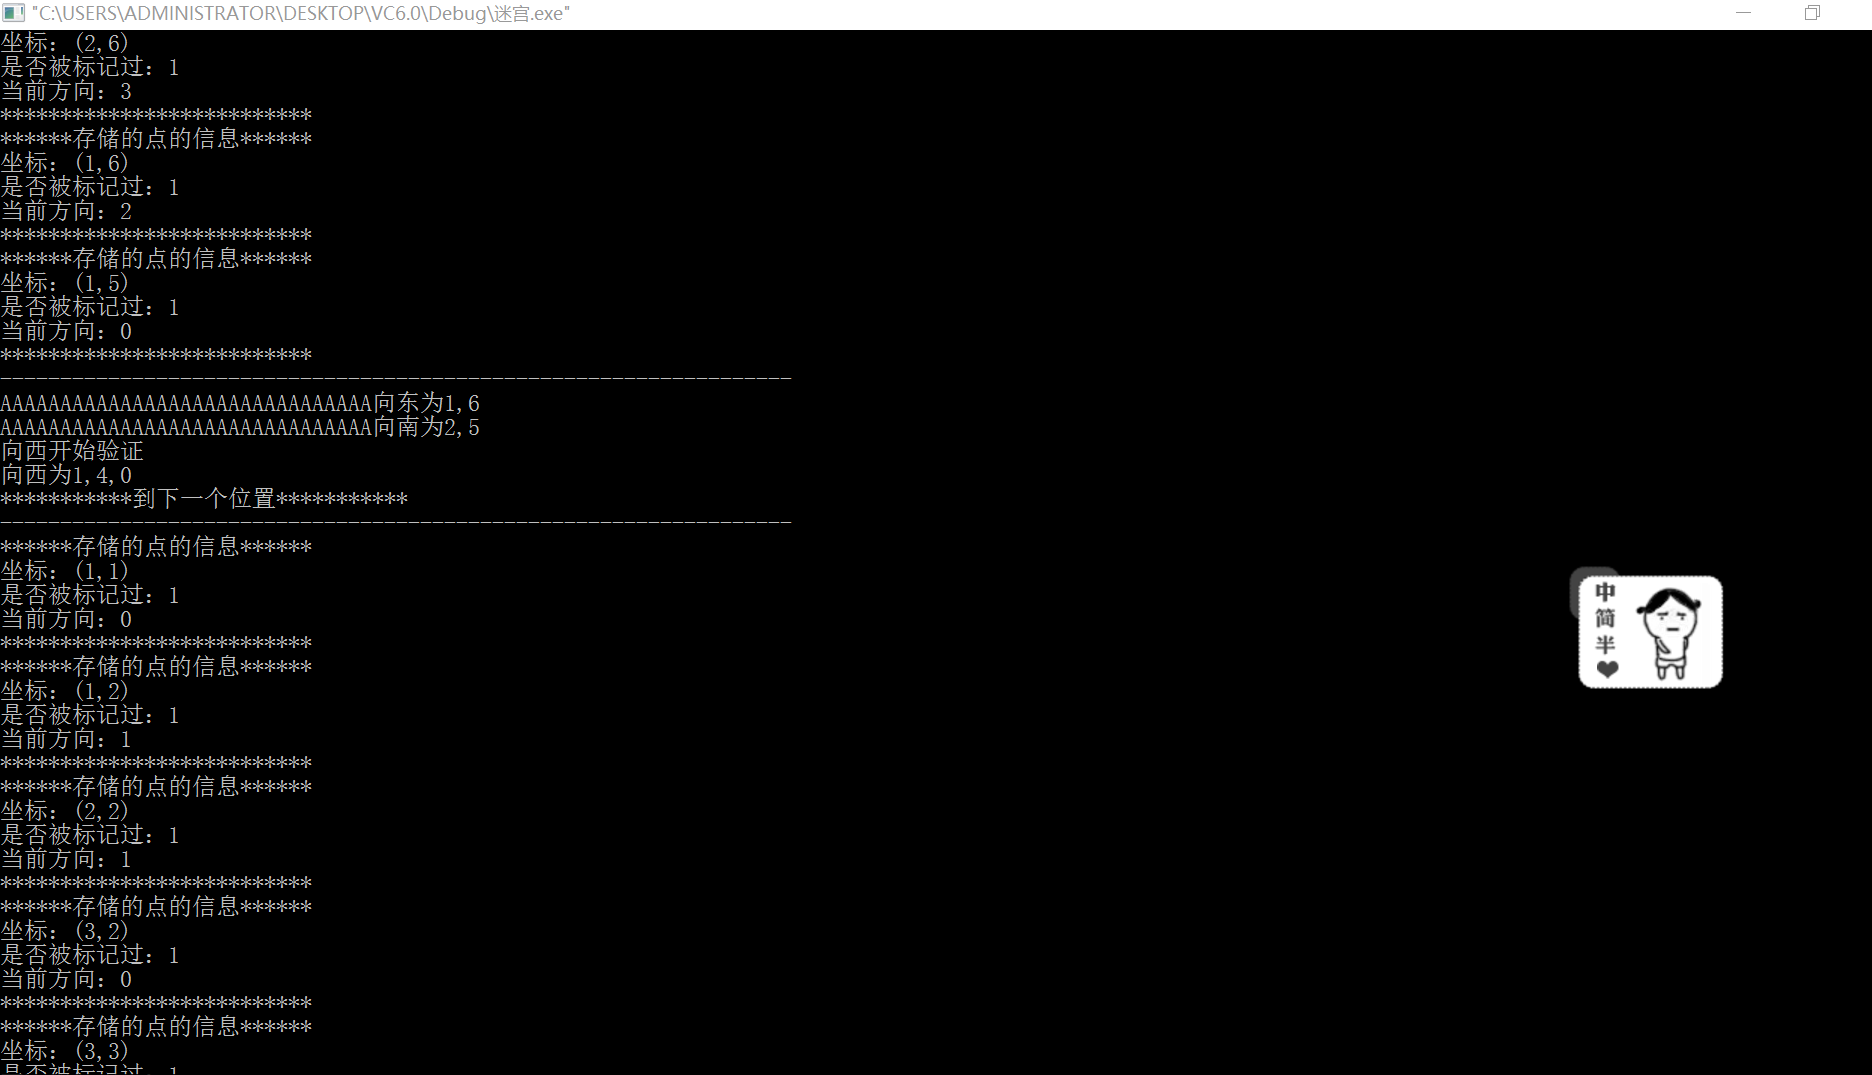 "C:\USERS\ADMINISTRATOR\DESKTOP\VC6.0\Debug\迷宫.exe"
坐标：(2,6)
是否被标记过：1
当前方向：3
**************************
******存储的点的信息******
坐标：(1,6)
是否被标记过：1
当前方向：2
**************************
******存储的点的信息******
坐标：(1,5)
是否被标记过：1
当前方向：0
**************************
------------------------------------------------------------------
AAAAAAAAAAAAAAAAAAAAAAAAAAAAAAA向东为1,6
AAAAAAAAAAAAAAAAAAAAAAAAAAAAAAA向南为2,5
向西开始验证
向西为1,4,0
***********到下一个位置***********
------------------------------------------------------------------
******存储的点的信息******
坐标：(1,1)
是否被标记过：1
当前方向：0
**************************
******存储的点的信息******
坐标：(1,2)
是否被标记过：1
当前方向：1
**************************
******存储的点的信息******
坐标：(2,2)
是否被标记过：1
当前方向：1
**************************
******存储的点的信息******
坐标：(3,2)
是否被标记过：1
当前方向：0
**************************
******存储的点的信息******
坐标：(3,3)
是否被标记过：1
中
简
半